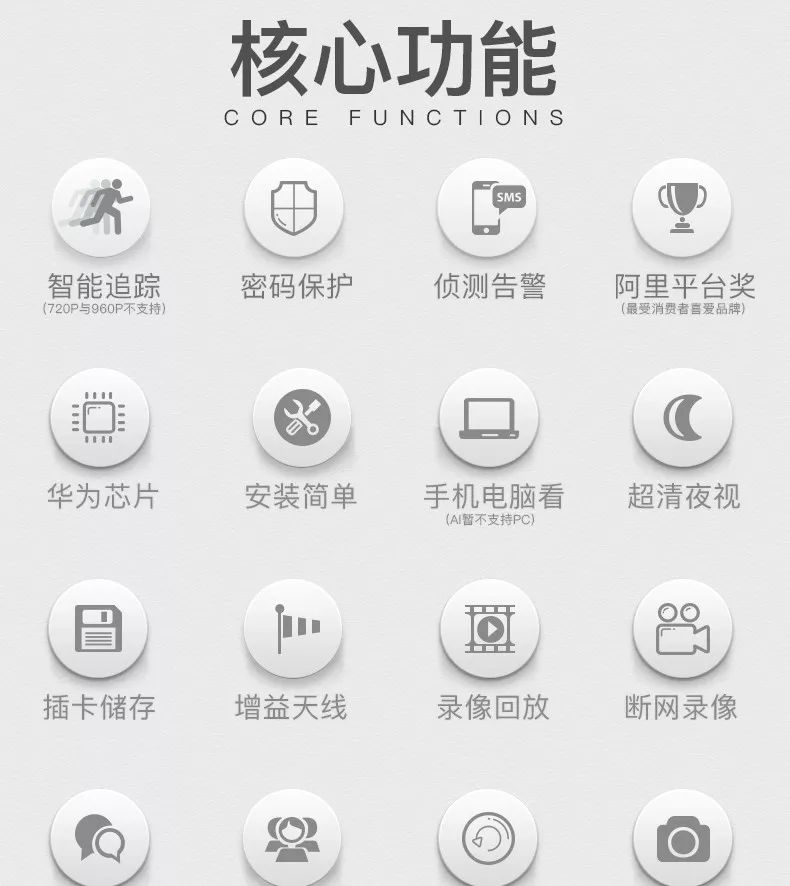 核心功能
CORE FUNCTIONS
SMS
智能追踪 密码保护 侦测告警 阿里平台奖
(720P与960P不支持) (最受消费者喜爱品牌)
华为芯片 安装简单 手机电脑看 超清夜视
(AI暂不支持PC)
插卡储存 增益天线 录像回放 断网录像